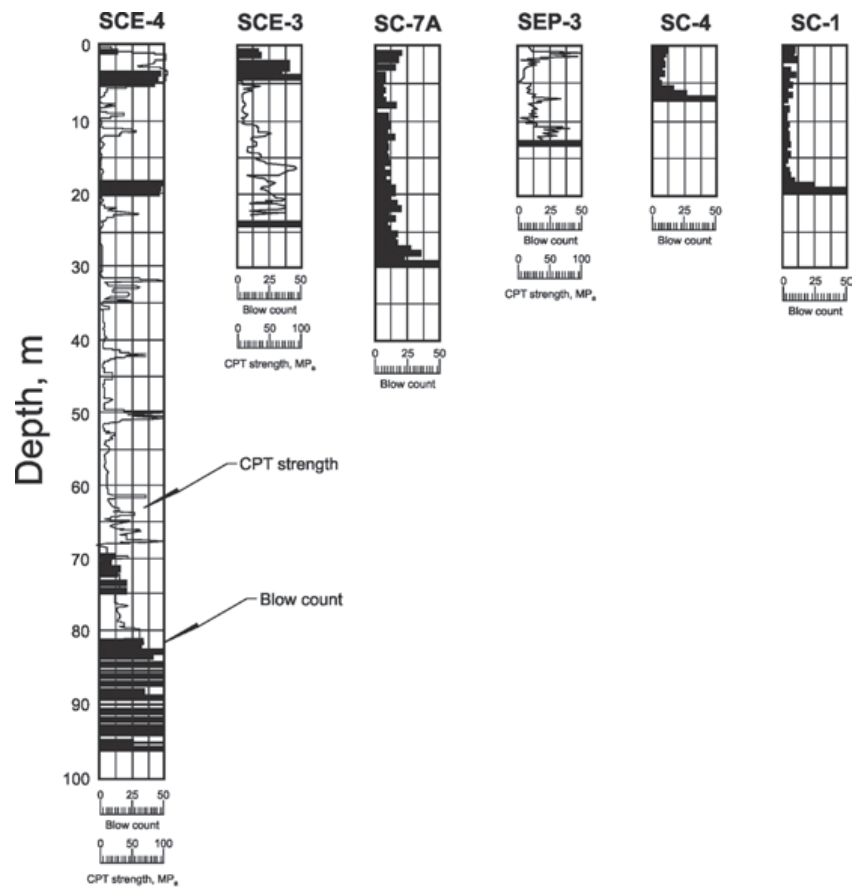 SCE-4 SCE-3 SC-7A SEP-3 SC-4 SC-1
0
10
20
30
40
50
60
70
80
90
100
Depth, m
CPT strength
Blow count
0 50
Blow count
0 50 100
CPT strength, MPa
0 25 50
Blow count
0 50 100
CPT strength, MPa
0 25 50
Blow count
0 25 50
Blow count
0 50 100
CPT strength, MPa
0 25 50
Blow count
0 25 50
Blow count